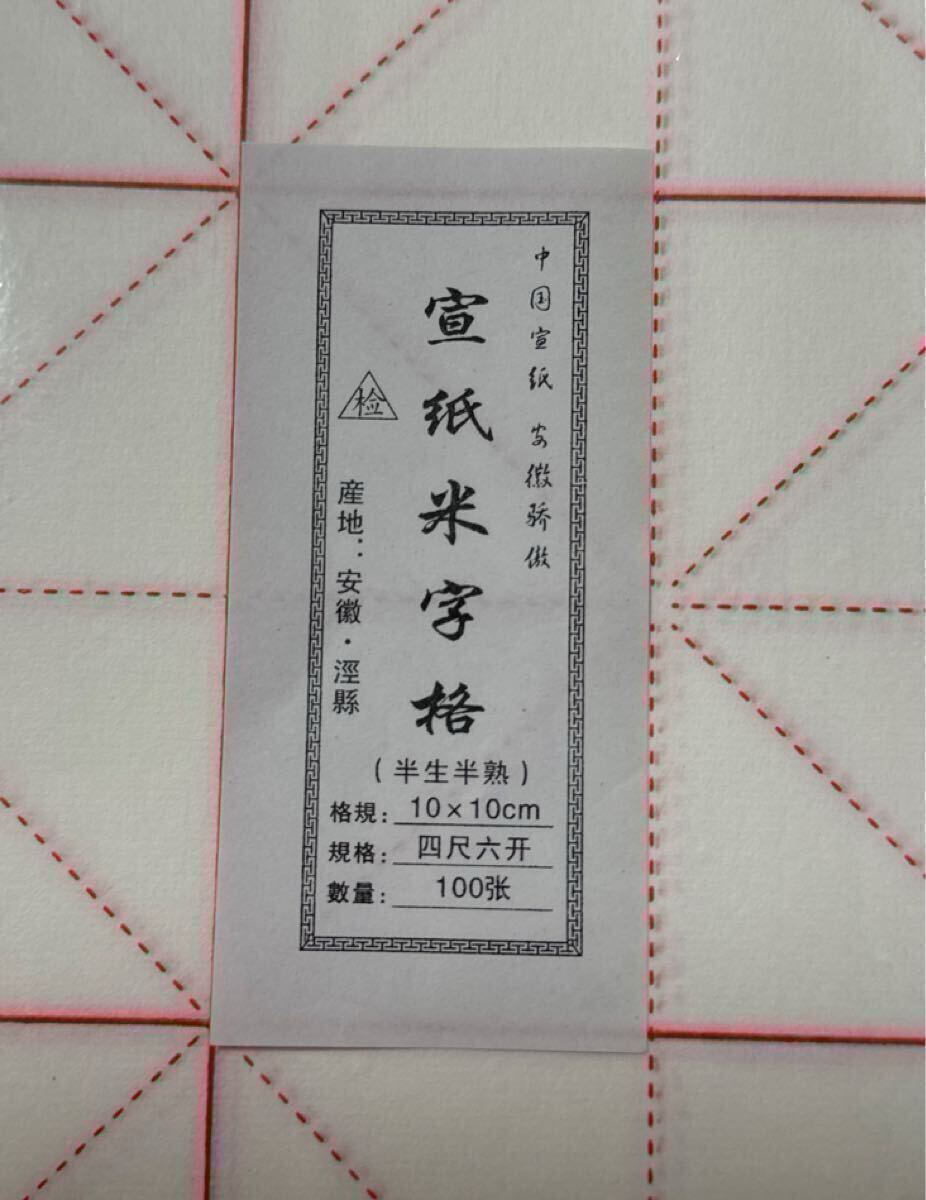 中国宣纸 安徽骄傲
宣纸米字格
检
産地：安徽·涇縣
(半生半熟)
格規：10×10cm
規格：四尺六开
數量：100张